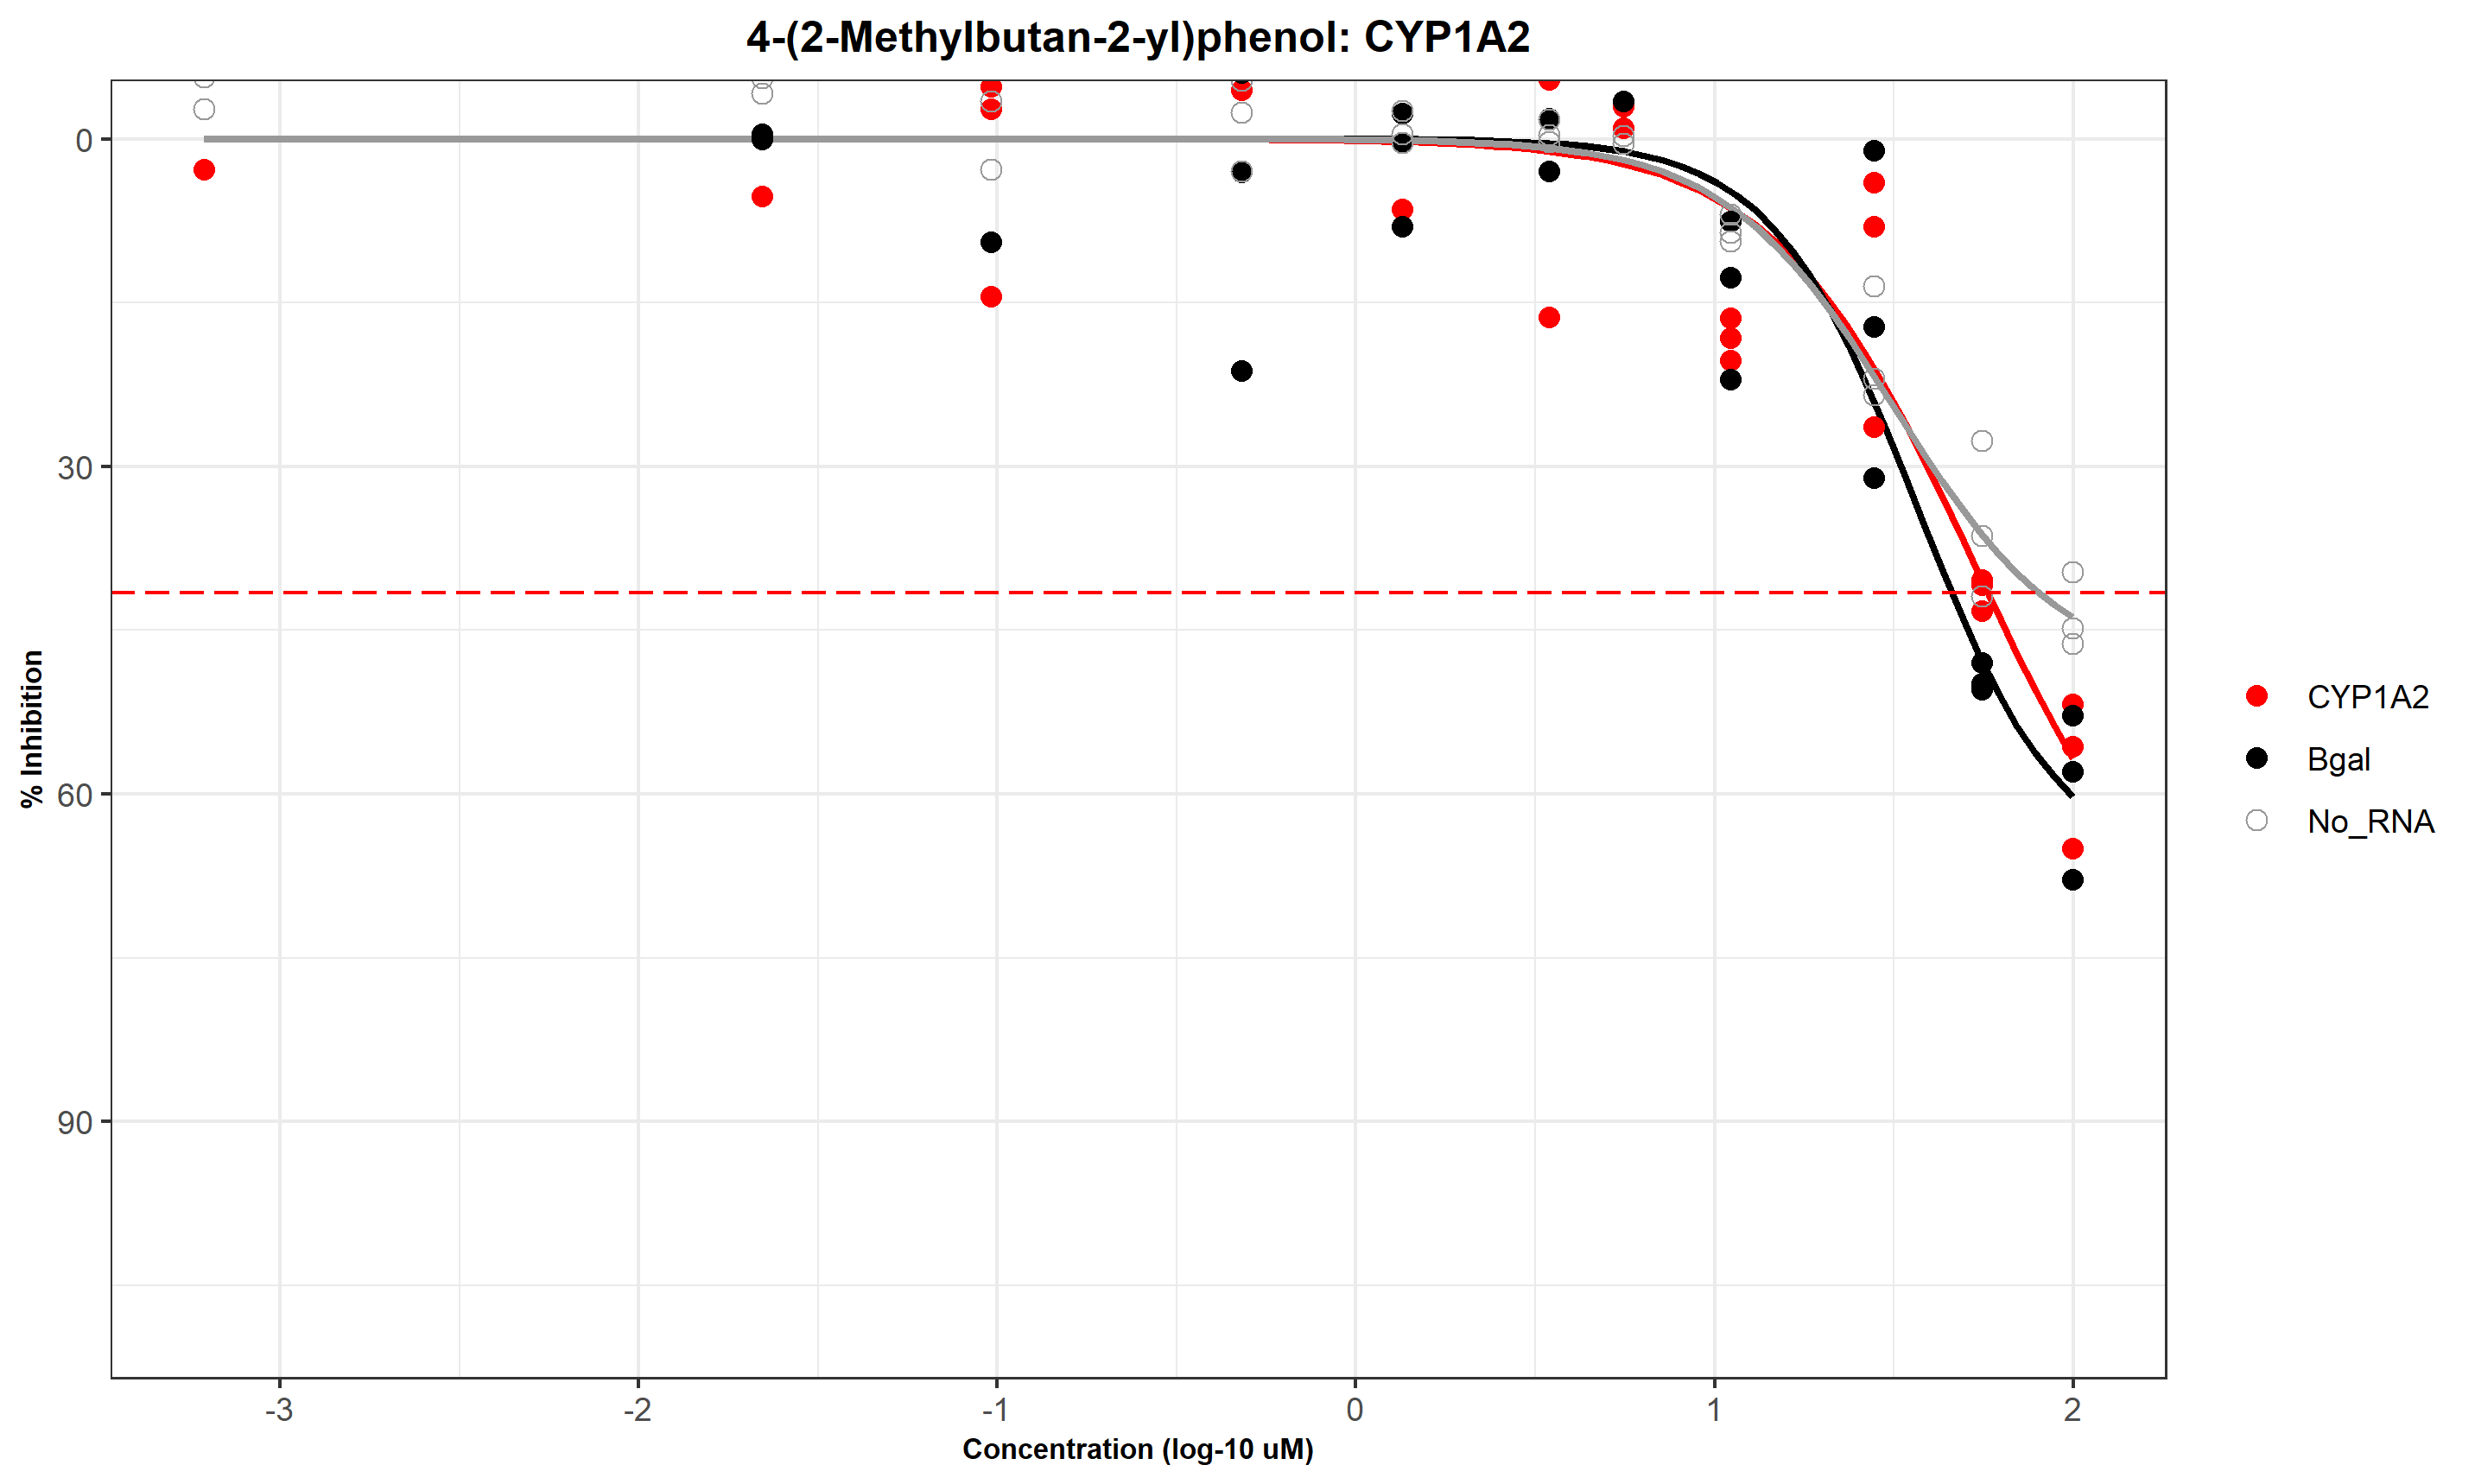 4-(2-Methylbutan-2-yl)phenol: CYP1A2
0
30
60
90
% Inhibition
-3
-2
-1
0
1
2
Concentration (log-10 uM)
CYP1A2
Bgal
No_RNA